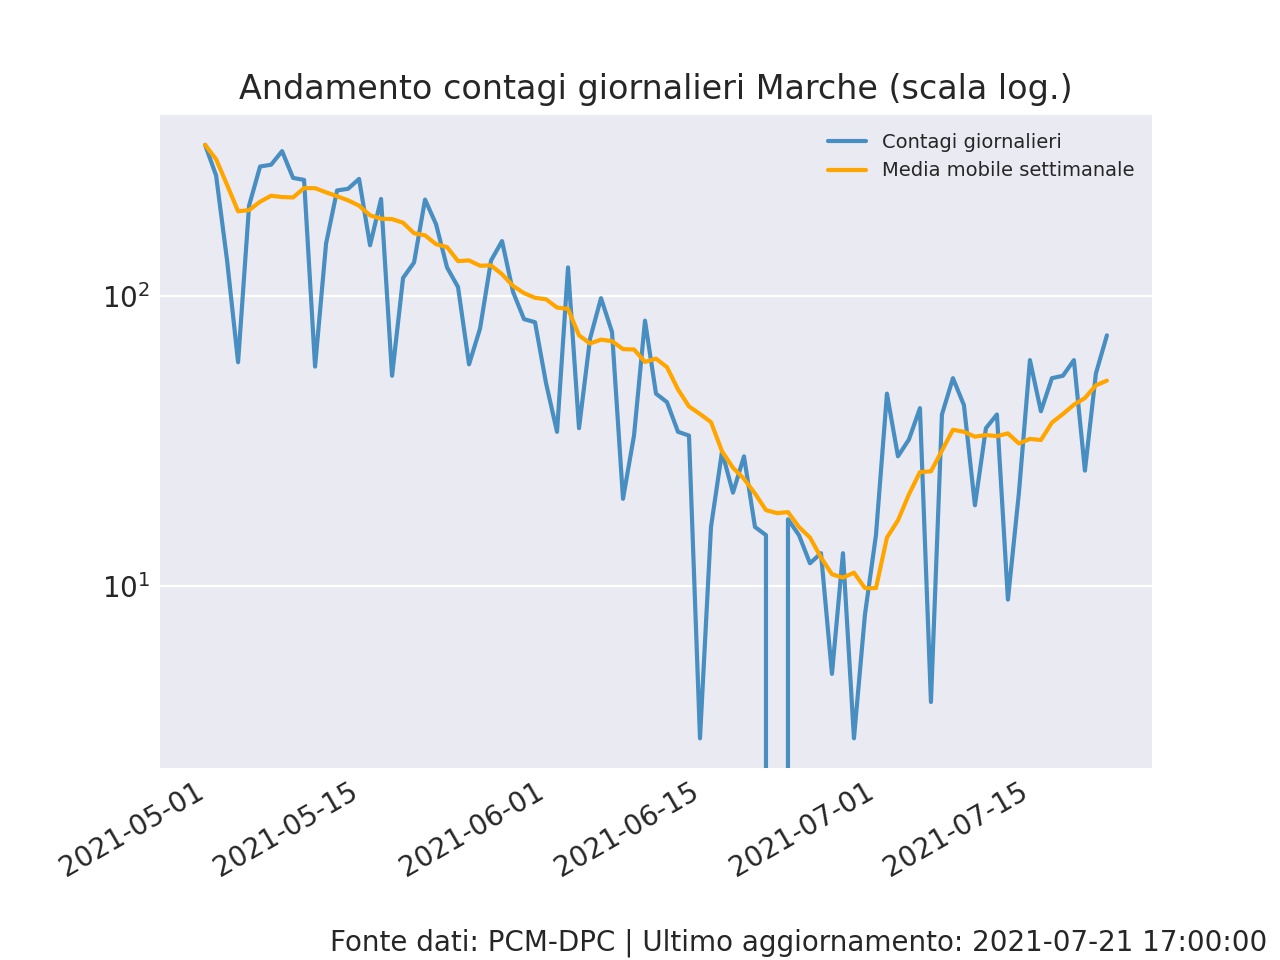 Andamento contagi giornalieri Marche (scala log.)
Contagi giornalieri
Media mobile settimanale
10²
10¹
2021-05-01
2021-05-15
2021-06-01
2021-06-15
2021-07-01
2021-07-15
Fonte dati: PCM-DPC | Ultimo aggiornamento: 2021-07-21 17:00:00